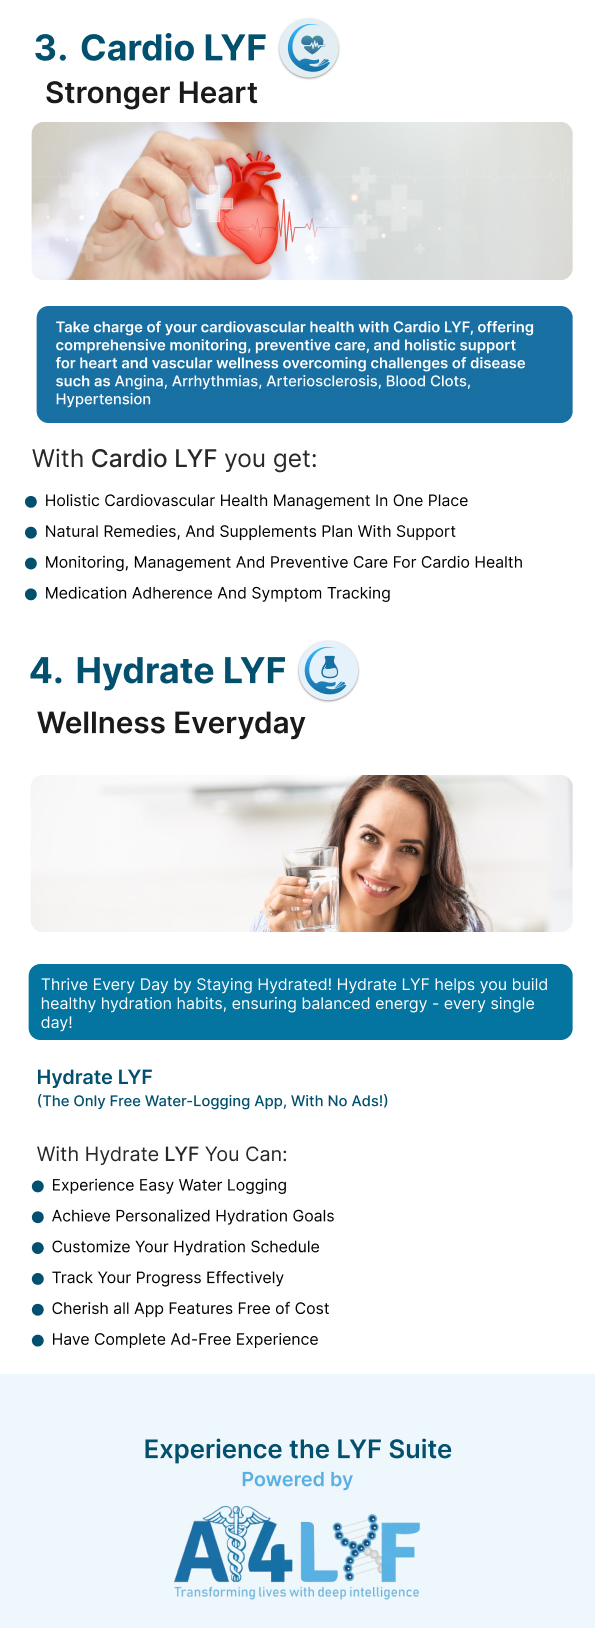 3. Cardio LYF
Stronger Heart
Take charge of your cardiovascular health with Cardio LYF, offering
comprehensive monitoring, preventive care, and holistic support
for heart and vascular wellness overcoming challenges of disease
such as Angina, Arrhythmias, Arteriosclerosis, Blood Clots,
Hypertension
With Cardio LYF you get:
Holistic Cardiovascular Health Management In One Place
Natural Remedies, And Supplements Plan With Support
Monitoring, Management And Preventive Care For Cardio Health
Medication Adherence And Symptom Tracking
4. Hydrate LYF
Wellness Everyday
Thrive Every Day by Staying Hydrated! Hydrate LYF helps you build
healthy hydration habits, ensuring balanced energy - every single
day!
Hydrate LYF
(The Only Free Water-Logging App, With No Ads!)
With Hydrate LYF You Can:
Experience Easy Water Logging
Achieve Personalized Hydration Goals
Customize Your Hydration Schedule
Track Your Progress Effectively
Cherish all App Features Free of Cost
Have Complete Ad-Free Experience
Experience the LYF Suite
Powered by
AI4LYF
Transforming lives with deep intelligence